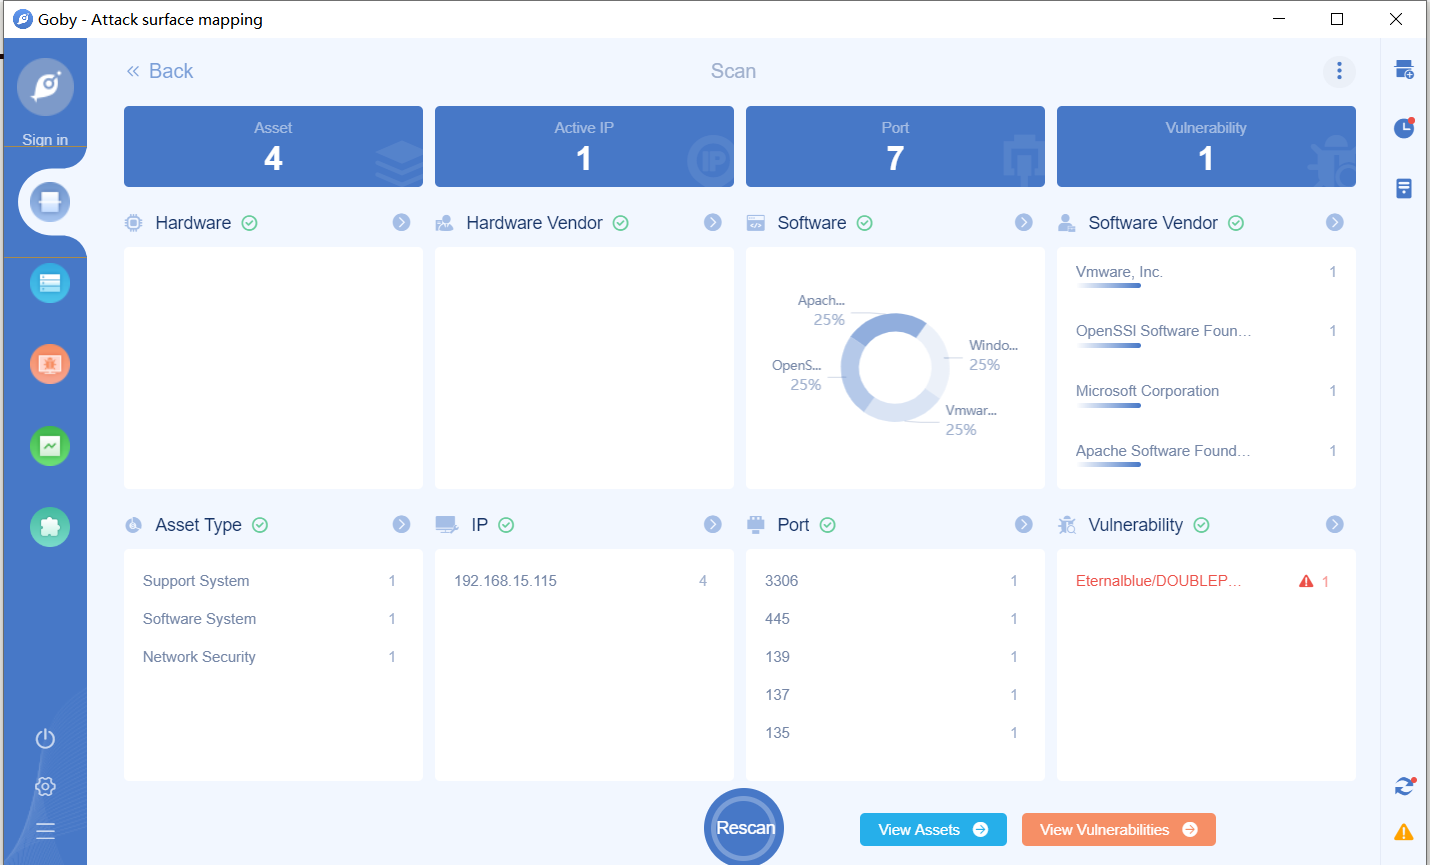 Goby - Attack surface mapping
Sign in
« Back
Scan
Asset
4
Active IP
1
IP
Port
7
Vulnerability
1
Hardware
Hardware Vendor
Software
Software Vendor
Apach...
25%
Windo...
25%
OpenS...
25%
Vmwar...
25%
Vmware, Inc. 1
OpenSSl Software Foun... 1
Microsoft Corporation 1
Apache Software Found... 1
Asset Type
IP
Port
Vulnerability
Support System 1
Software System 1
Network Security 1
192.168.15.115 4
3306 1
445 1
139 1
137 1
135 1
Eternalblue/DOUBLEP... 1
Rescan
View Assets
View Vulnerabilities